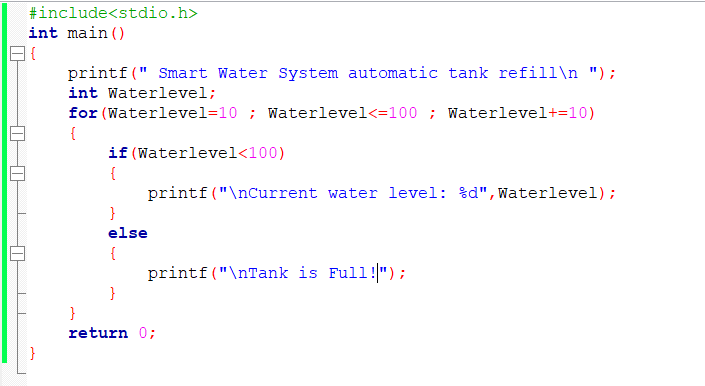 #include<stdio.h>
int main()
{
    printf(" Smart Water System automatic tank refill\n ");
    int Waterlevel;
    for(Waterlevel=10 ; Waterlevel<=100 ; Waterlevel+=10)
    {
        if(Waterlevel<100)
        {
            printf("\nCurrent water level: %d",Waterlevel);
        }
        else
        {
            printf("\nTank is Full!");
        }
    }
    return 0;
}